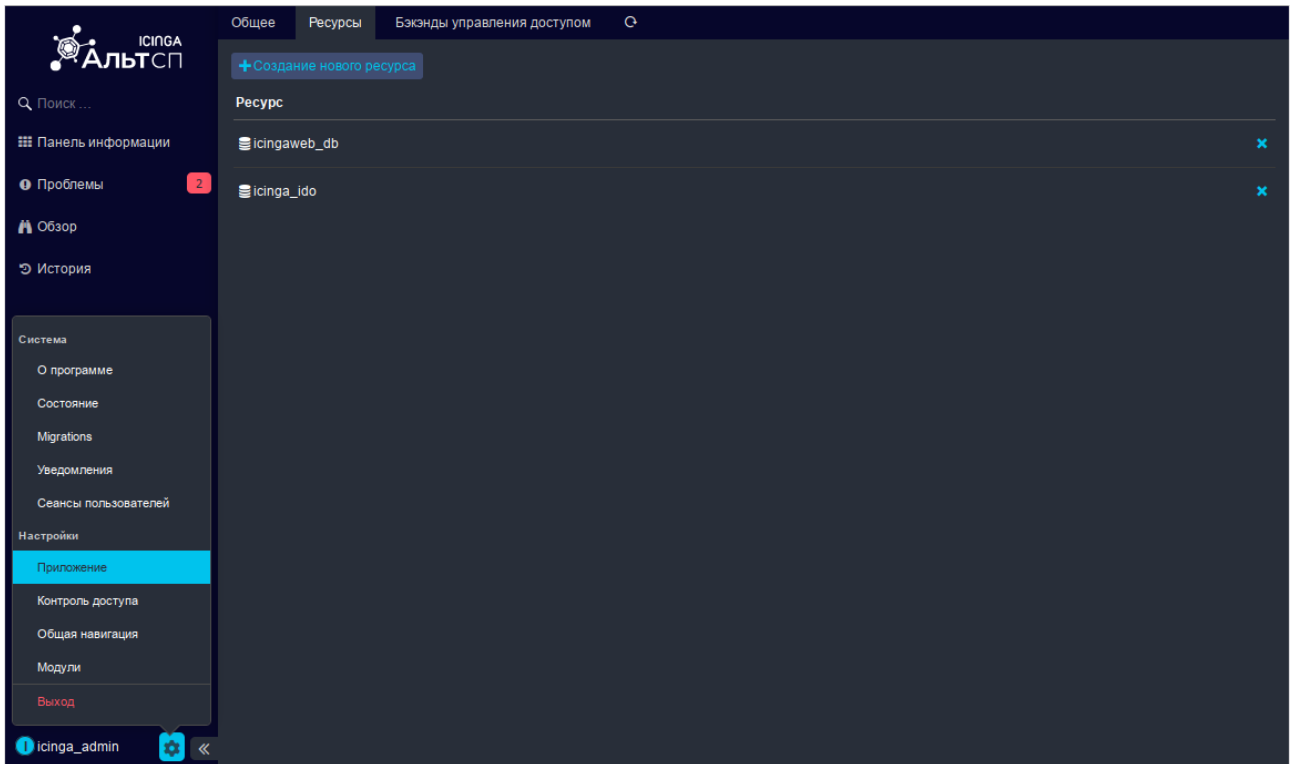 ICINGA
АЛЬТСП
Поиск ...
Панель информации
Проблемы 2
Обзор
История
Система
О программе
Состояние
Migrations
Уведомления
Сеансы пользователей
Настройки
Приложение
Контроль доступа
Общая навигация
Модули
Выход
I icinga_admin
Общее Ресурсы Бэкэнды управления доступом
+Создание нового ресурса
Ресурс
icingaweb_db
icinga_ido